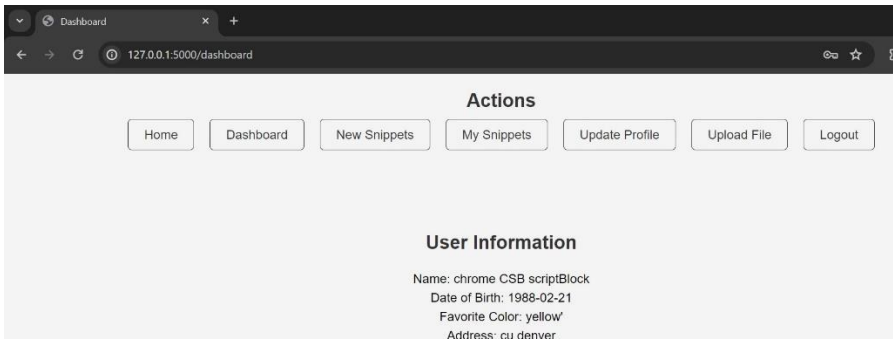 Dashboard
127.0.0.1:5000/dashboard
Actions
Home Dashboard New Snippets My Snippets Update Profile Upload File Logout
User Information
Name: chrome CSB scriptBlock
Date of Birth: 1988-02-21
Favorite Color: yellow'
Address: cu denver